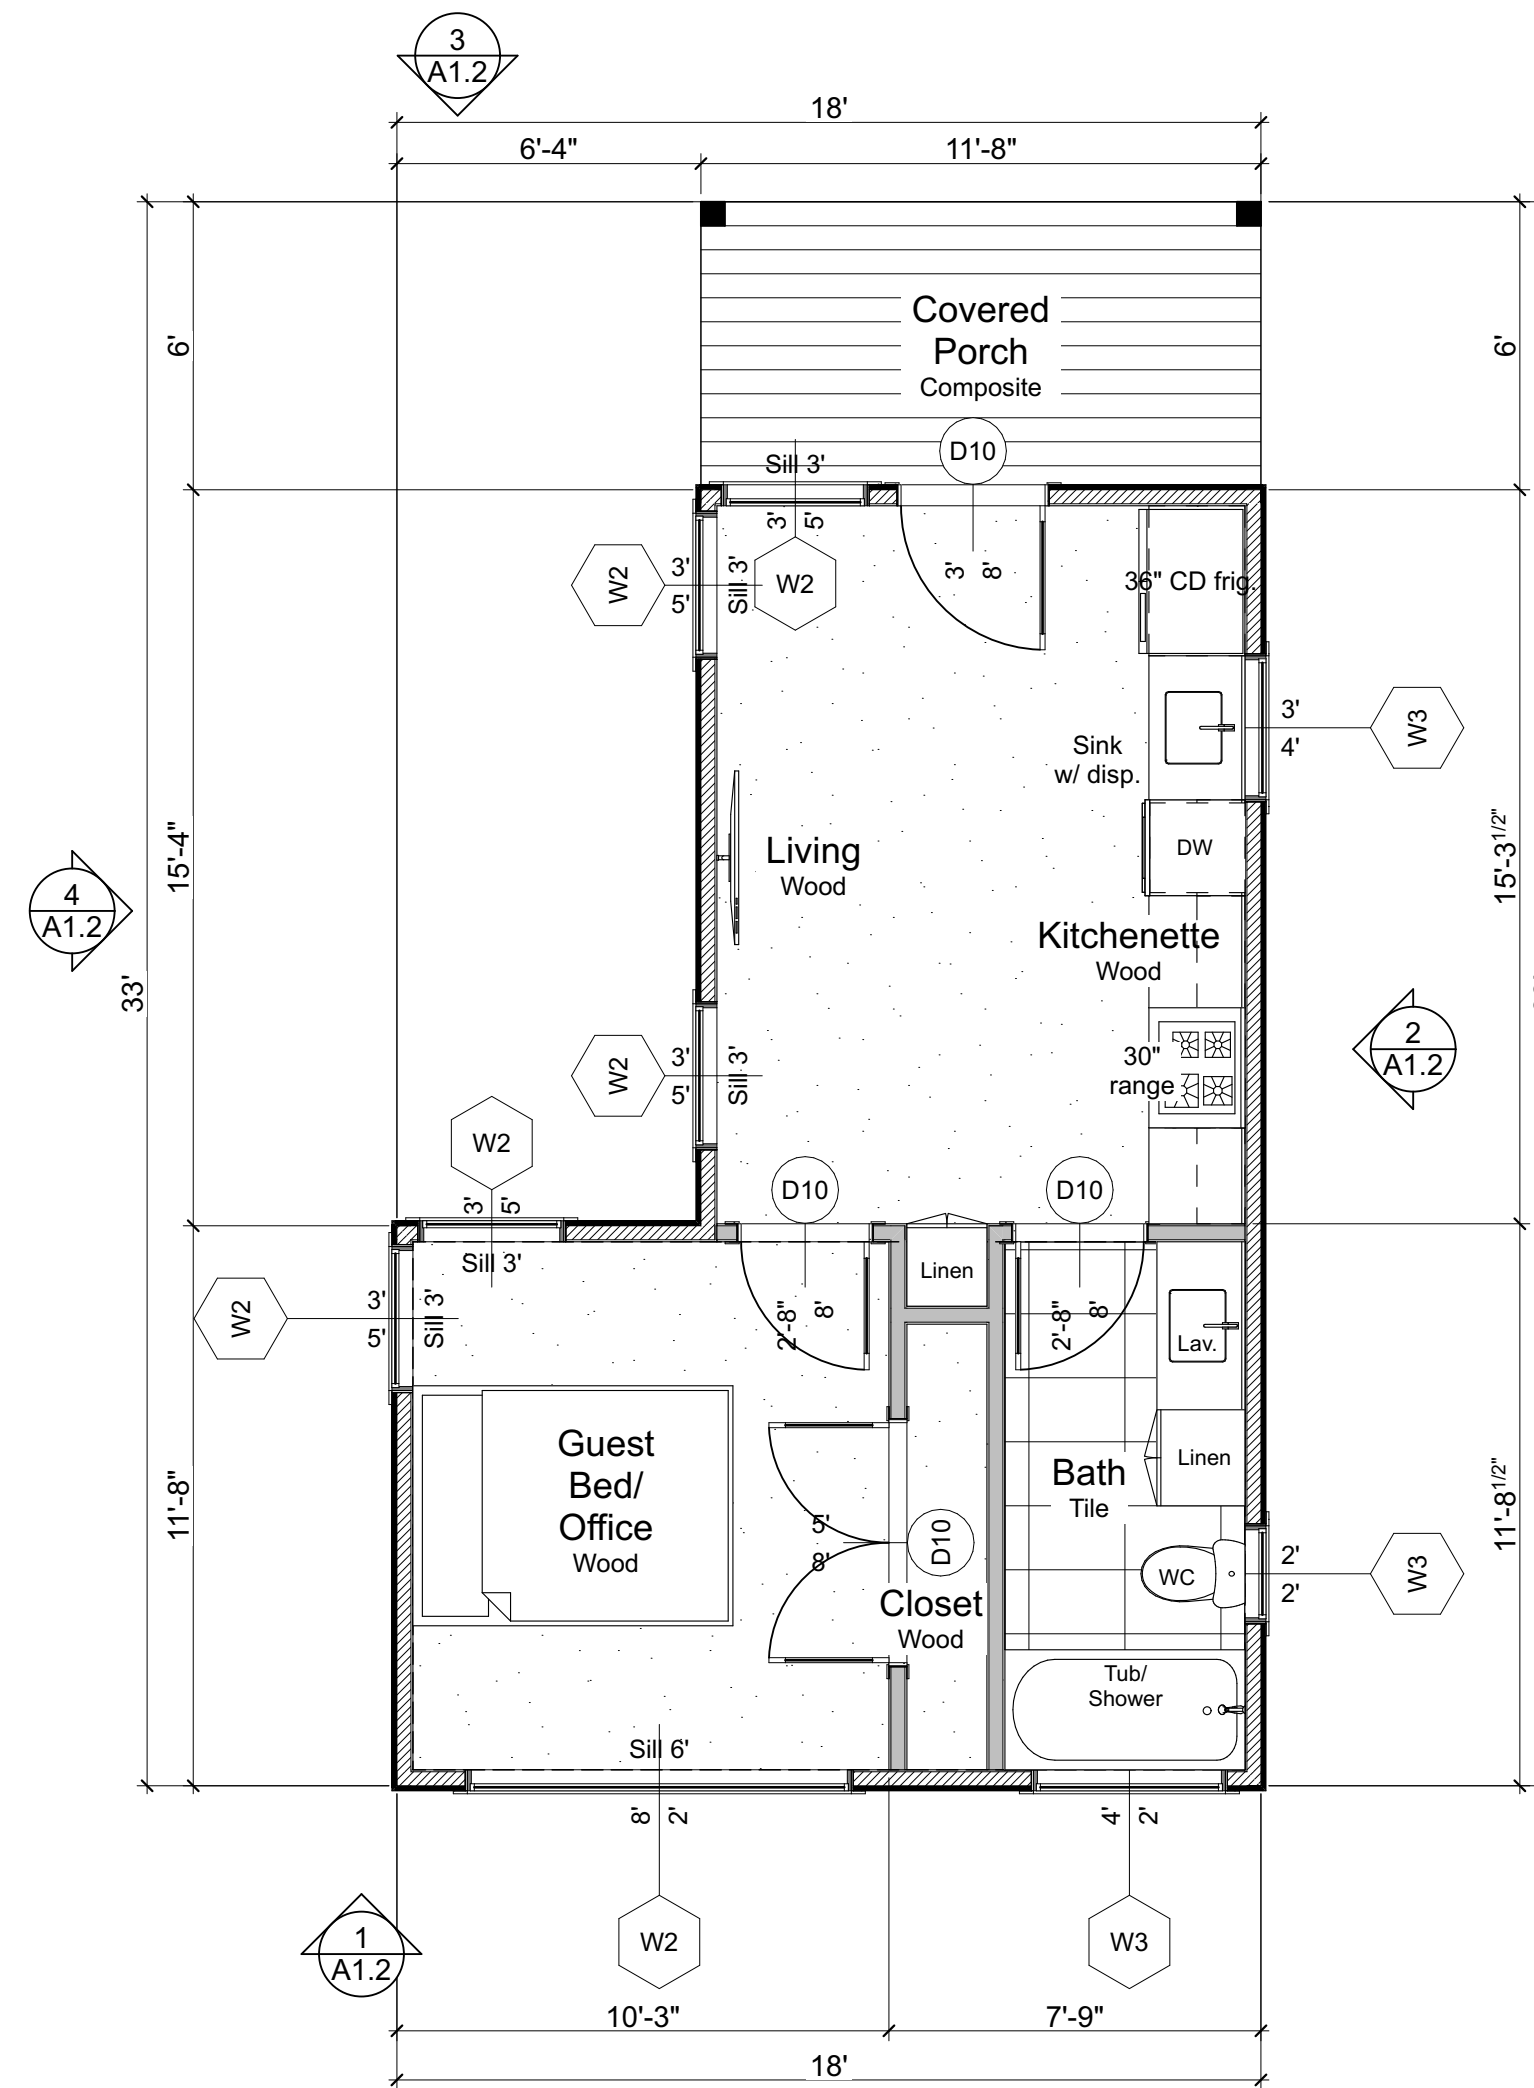 3
A1.2
18'
6'-4"
11'-8"
6'
6'
Covered
Porch
Composite
D10
Sill 3'
3'
5'
W2
3'
5'
Sill 3'
W2
3'
8'
36" CD frig.
3'
4'
W3
Sink
w/ disp.
DW
Living
Wood
15'-4"
15'-3 1/2"
4
A1.2
33'
Kitchenette
Wood
30"
range
2
A1.2
W2
3'
5'
Sill 3'
W2
3'
5'
Sill 3'
D10
D10
2'-8"
8'
Linen
2'-8"
8'
Lav.
W2
3'
5'
Sill 3'
Guest
Bed/
Office
Wood
5'
8'
D10
Closet
Wood
Bath
Tile
Linen
WC
2'
2'
W3
11'-8"
11'-8 1/2"
Tub/
Shower
Sill 6'
8'
2'
4'
2'
W2
W3
1
A1.2
10'-3"
7'-9"
18'